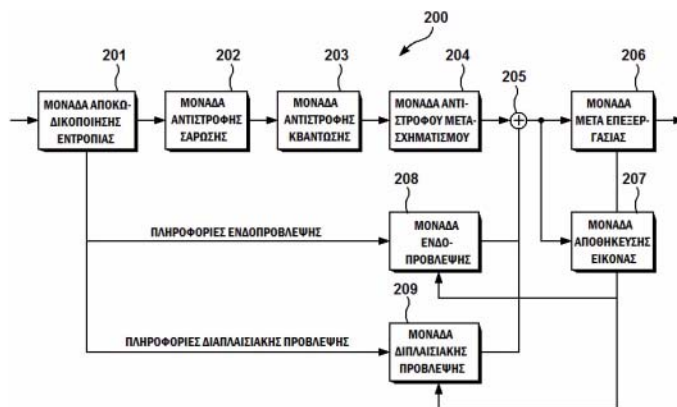 200
201
202
203
204
205
206
ΜΟΝΑΔΑ ΑΠΟΚΩ-
ΔΙΚΟΠΟΙΗΣΗΣ
ΕΝΤΡΟΠΙΑΣ
ΜΟΝΑΔΑ
ΑΝΤΙΣΤΡΟΦΗΣ
ΣΑΡΩΣΗΣ
ΜΟΝΑΔΑ
ΑΝΤΙΣΤΡΟΦΗΣ
ΚΒΑΝΤΩΣΗΣ
ΜΟΝΑΔΑ ΑΝΤΙ-
ΣΤΡΟΦΟΥ ΜΕΤΑ-
ΣΧΗΜΑΤΙΣΜΟΥ
ΜΟΝΑΔΑ
ΜΕΤΑ ΕΠΕΞΕΡ-
ΓΑΣΙΑΣ
208
207
ΠΛΗΡΟΦΟΡΙΕΣ ΕΝΔΟΠΡΟΒΛΕΨΗΣ
ΜΟΝΑΔΑ
ΕΝΔΟ-
ΠΡΟΒΛΕΨΗΣ
ΜΟΝΑΔΑ
ΑΠΟΘΗΚΕΥΣΗΣ
ΕΙΚΟΝΑΣ
209
ΠΛΗΡΟΦΟΡΙΕΣ ΔΙΑΠΛΑΙΣΙΑΚΗΣ ΠΡΟΒΛΕΨΗΣ
ΜΟΝΑΔΑ
ΔΙΠΛΑΙΣΙΑΚΗΣ
ΠΡΟΒΛΕΨΗΣ